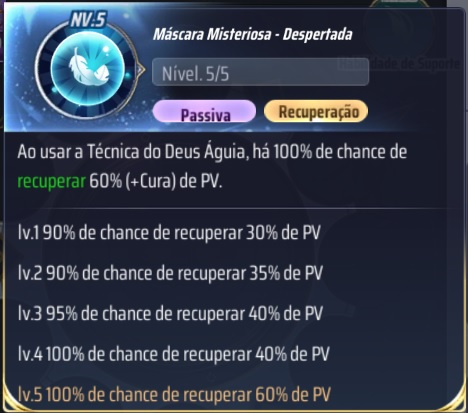 NV.5
Máscara Misteriosa - Despertada
Nível. 5/5
Passiva
Recuperação
Ao usar a Técnica do Deus Águia, há 100% de chance de
recuperar 60% (+Cura) de PV.
lv.1 90% de chance de recuperar 30% de PV
lv.2 90% de chance de recuperar 35% de PV
lv.3 95% de chance de recuperar 40% de PV
lv.4 100% de chance de recuperar 40% de PV
lv.5 100% de chance de recuperar 60% de PV